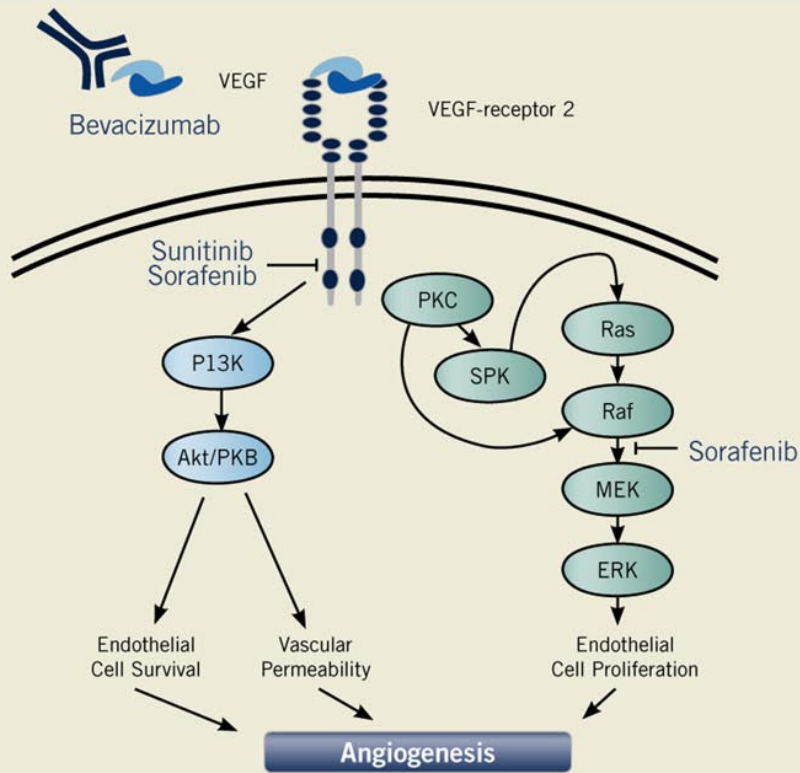 VEGF
Bevacizumab
VEGF-receptor 2
Sunitinib
Sorafenib
PKC
SPK
Ras
Raf
Sorafenib
MEK
ERK
P13K
Akt/PKB
Endothelial
Cell Survival
Vascular
Permeability
Endothelial
Cell Proliferation
Angiogenesis